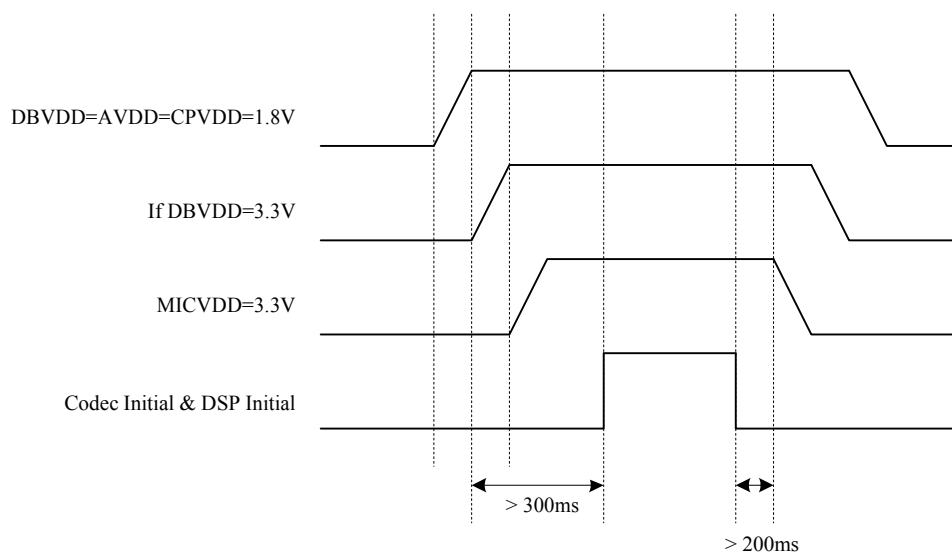 DBVDD=AVDD=CPVDD=1.8V
If DBVDD=3.3V
MICVDD=3.3V
Codec Initial & DSP Initial
> 300ms
> 200ms